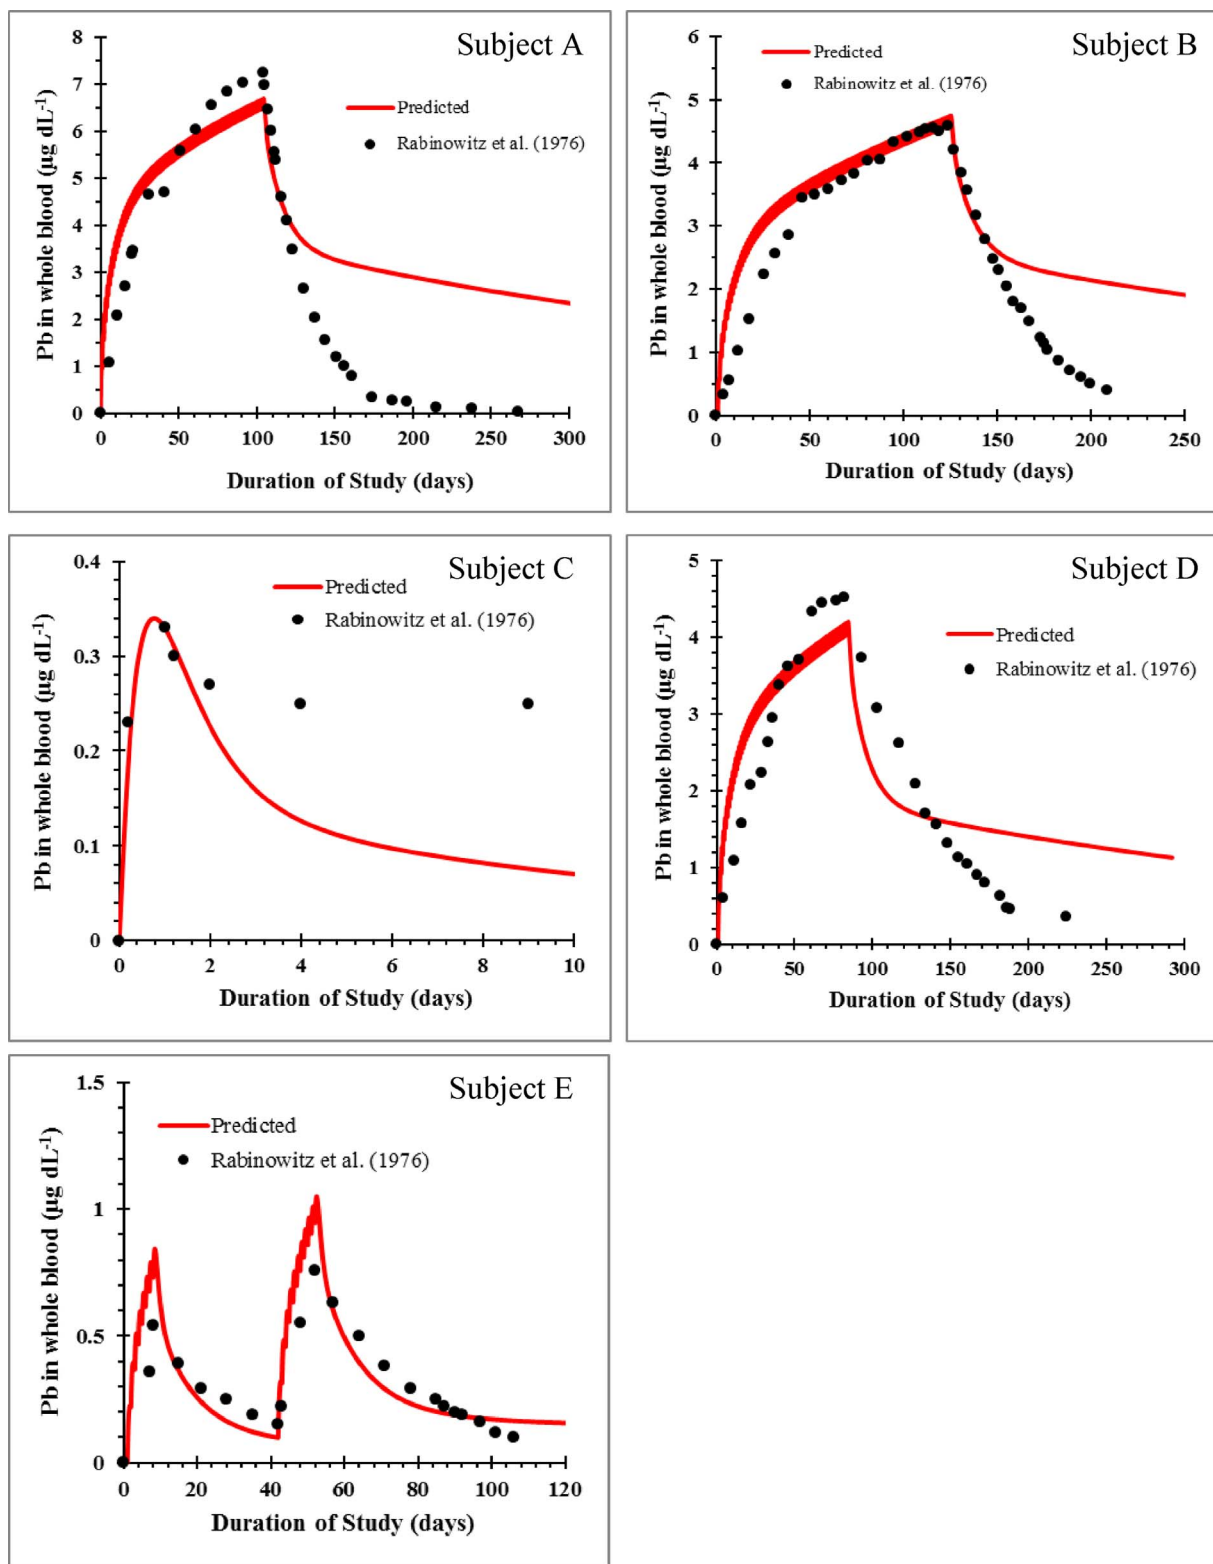 Subject A
Predicted
Rabinowitz et al. (1976)
Pb in whole blood (µg dL-1)
8
7
6
5
4
3
2
1
0
0 50 100 150 200 250 300
Duration of Study (days)
Subject B
Predicted
Rabinowitz et al. (1976)
Pb in whole blood (µg dL-1)
6
5
4
3
2
1
0
0 50 100 150 200 250
Duration of Study (days)
Subject C
Predicted
Rabinowitz et al. (1976)
Pb in whole blood (µg dL-1)
0.4
0.3
0.2
0.1
0
0 2 4 6 8 10
Duration of Study (days)
Subject D
Predicted
Rabinowitz et al. (1976)
Pb in whole blood (µg dL-1)
5
4
3
2
1
0
0 50 100 150 200 250 300
Duration of Study (days)
Subject E
Predicted
Rabinowitz et al. (1976)
Pb in whole blood (µg dL-1)
1.5
1
0.5
0
0 20 40 60 80 100 120
Duration of Study (days)